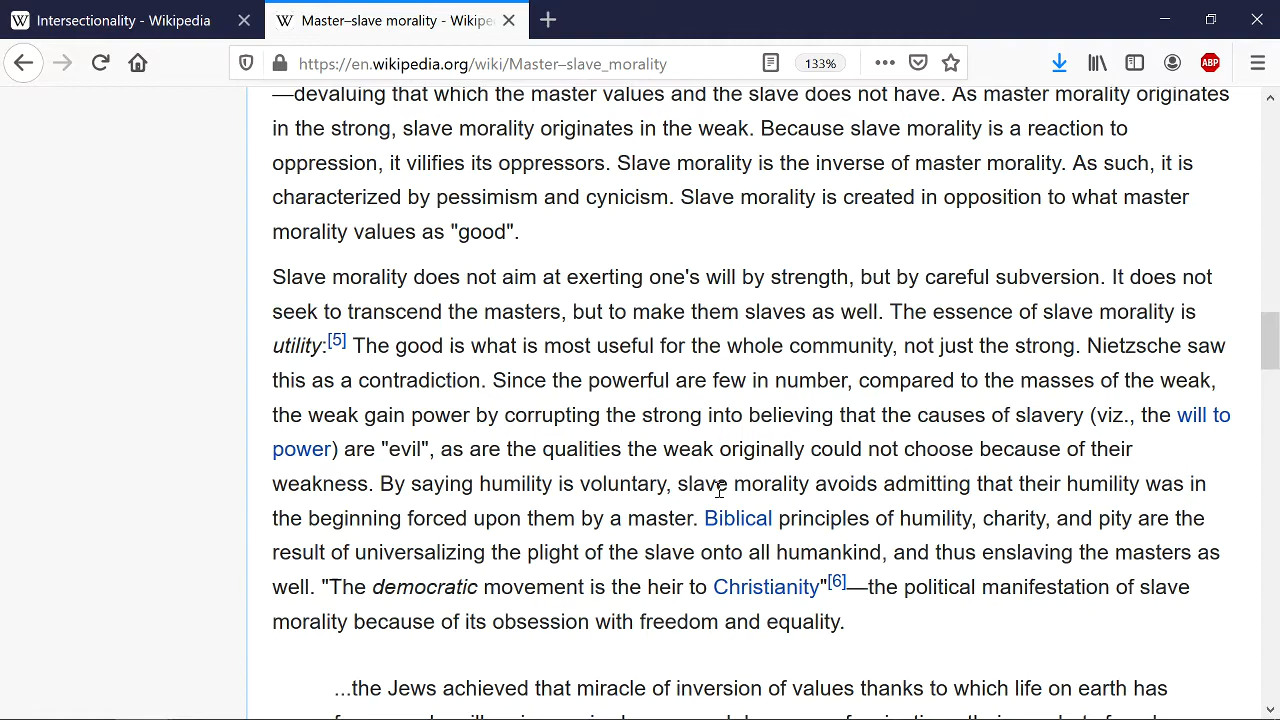 Intersectionality - Wikipedia
Master–slave morality - Wikipe
https://en.wikipedia.org/wiki/Master–slave_morality
133%
ABP
—devaluing that which the master values and the slave does not have. As master morality originates
in the strong, slave morality originates in the weak. Because slave morality is a reaction to
oppression, it vilifies its oppressors. Slave morality is the inverse of master morality. As such, it is
characterized by pessimism and cynicism. Slave morality is created in opposition to what master
morality values as "good".
Slave morality does not aim at exerting one's will by strength, but by careful subversion. It does not
seek to transcend the masters, but to make them slaves as well. The essence of slave morality is
utility:[5] The good is what is most useful for the whole community, not just the strong. Nietzsche saw
this as a contradiction. Since the powerful are few in number, compared to the masses of the weak,
the weak gain power by corrupting the strong into believing that the causes of slavery (viz., the will to
power) are "evil", as are the qualities the weak originally could not choose because of their
weakness. By saying humility is voluntary, slave morality avoids admitting that their humility was in
the beginning forced upon them by a master. Biblical principles of humility, charity, and pity are the
result of universalizing the plight of the slave onto all humankind, and thus enslaving the masters as
well. "The democratic movement is the heir to Christianity"[6]—the political manifestation of slave
morality because of its obsession with freedom and equality.
...the Jews achieved that miracle of inversion of values thanks to which life on earth has